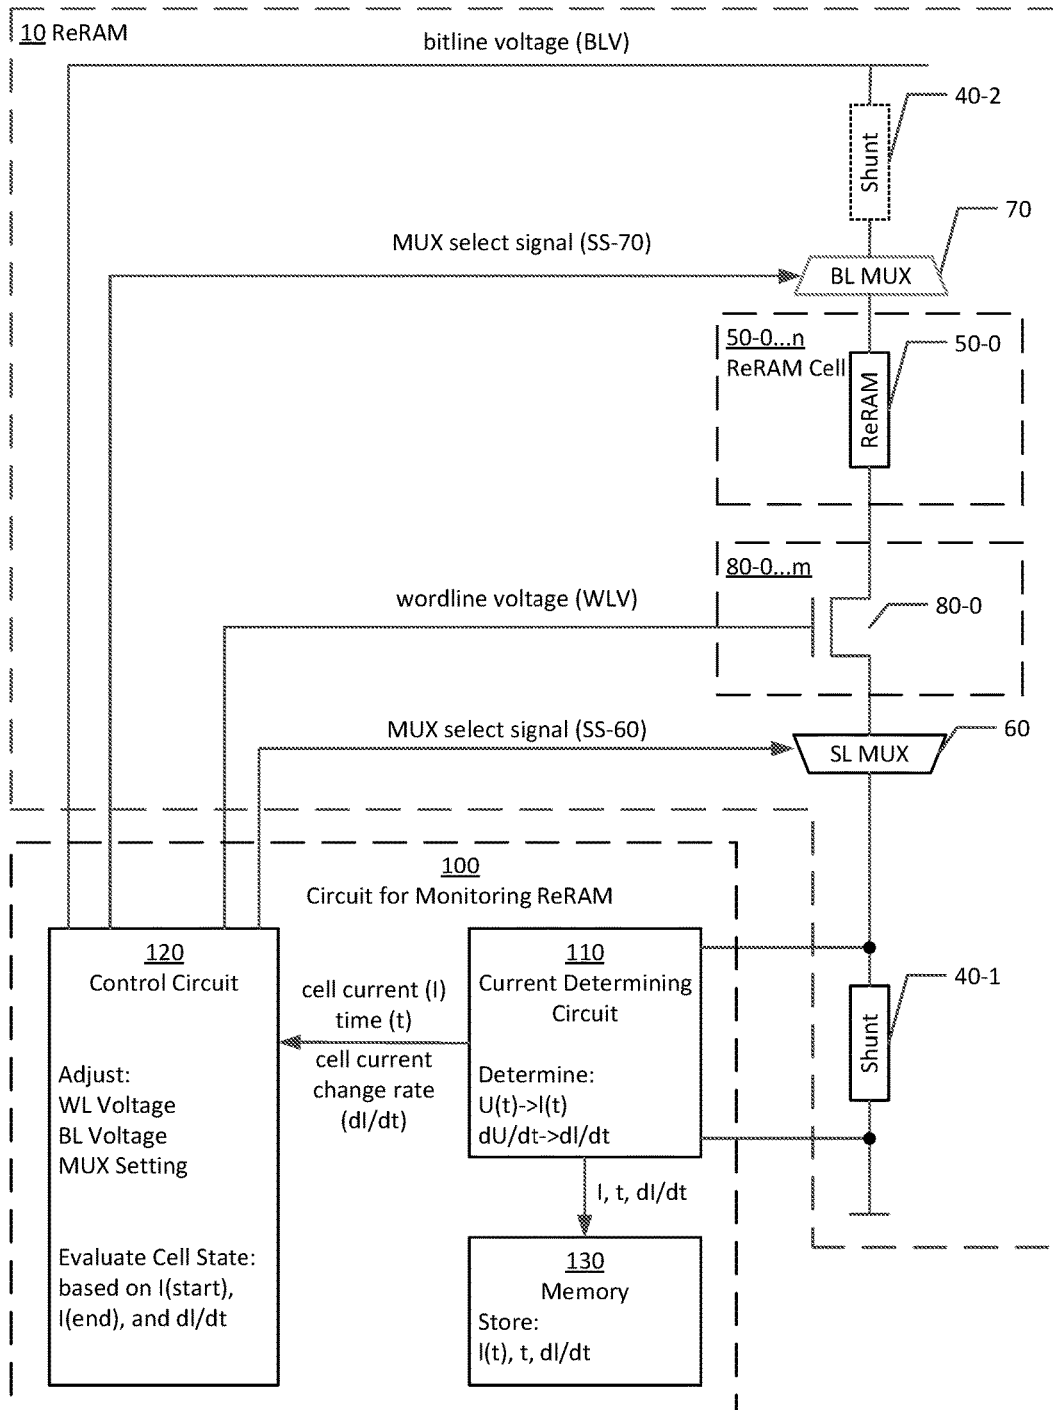 10 ReRAM
bitline voltage (BLV)
40-2
Shunt
70
MUX select signal (SS-70)
BL MUX
50-0...n
ReRAM Cell
50-0
ReRAM
80-0...m
wordline voltage (WLV)
80-0
MUX select signal (SS-60)
60
SL MUX
100
Circuit for Monitoring ReRAM
120
Control Circuit
Adjust:
WL Voltage
BL Voltage
MUX Setting
Evaluate Cell State:
based on I(start),
I(end), and dI/dt
cell current (I)
time (t)
cell current
change rate
(dI/dt)
110
Current Determining
Circuit
Determine:
U(t)->I(t)
dU/dt->dI/dt
40-1
Shunt
I, t, dI/dt
130
Memory
Store:
I(t), t, dI/dt